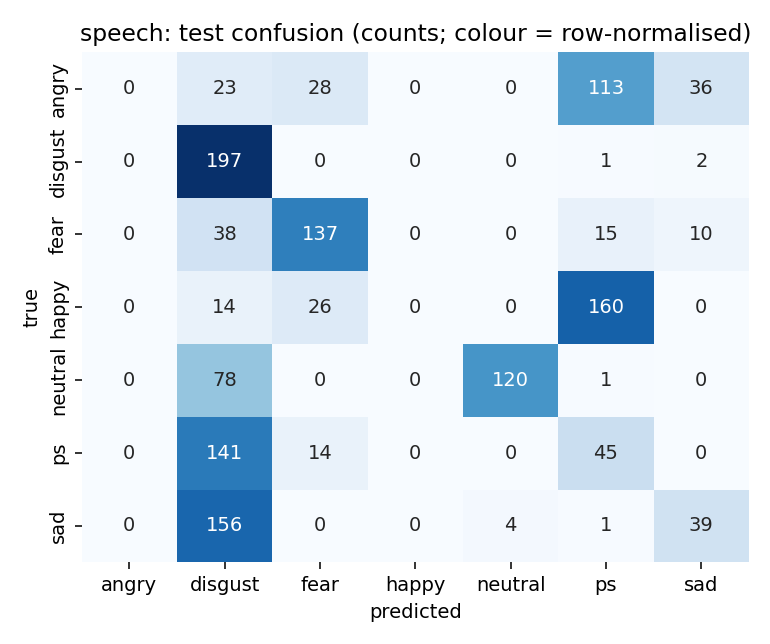 speech: test confusion (counts; colour = row-normalised)
angry 0 23 28 0 0 113 36
disgust 0 197 0 0 0 1 2
fear 0 38 137 0 0 15 10
happy 0 14 26 0 0 160 0
neutral 0 78 0 0 120 1 0
ps 0 141 14 0 0 45 0
sad 0 156 0 0 4 1 39
true
angry disgust fear happy neutral ps sad
predicted